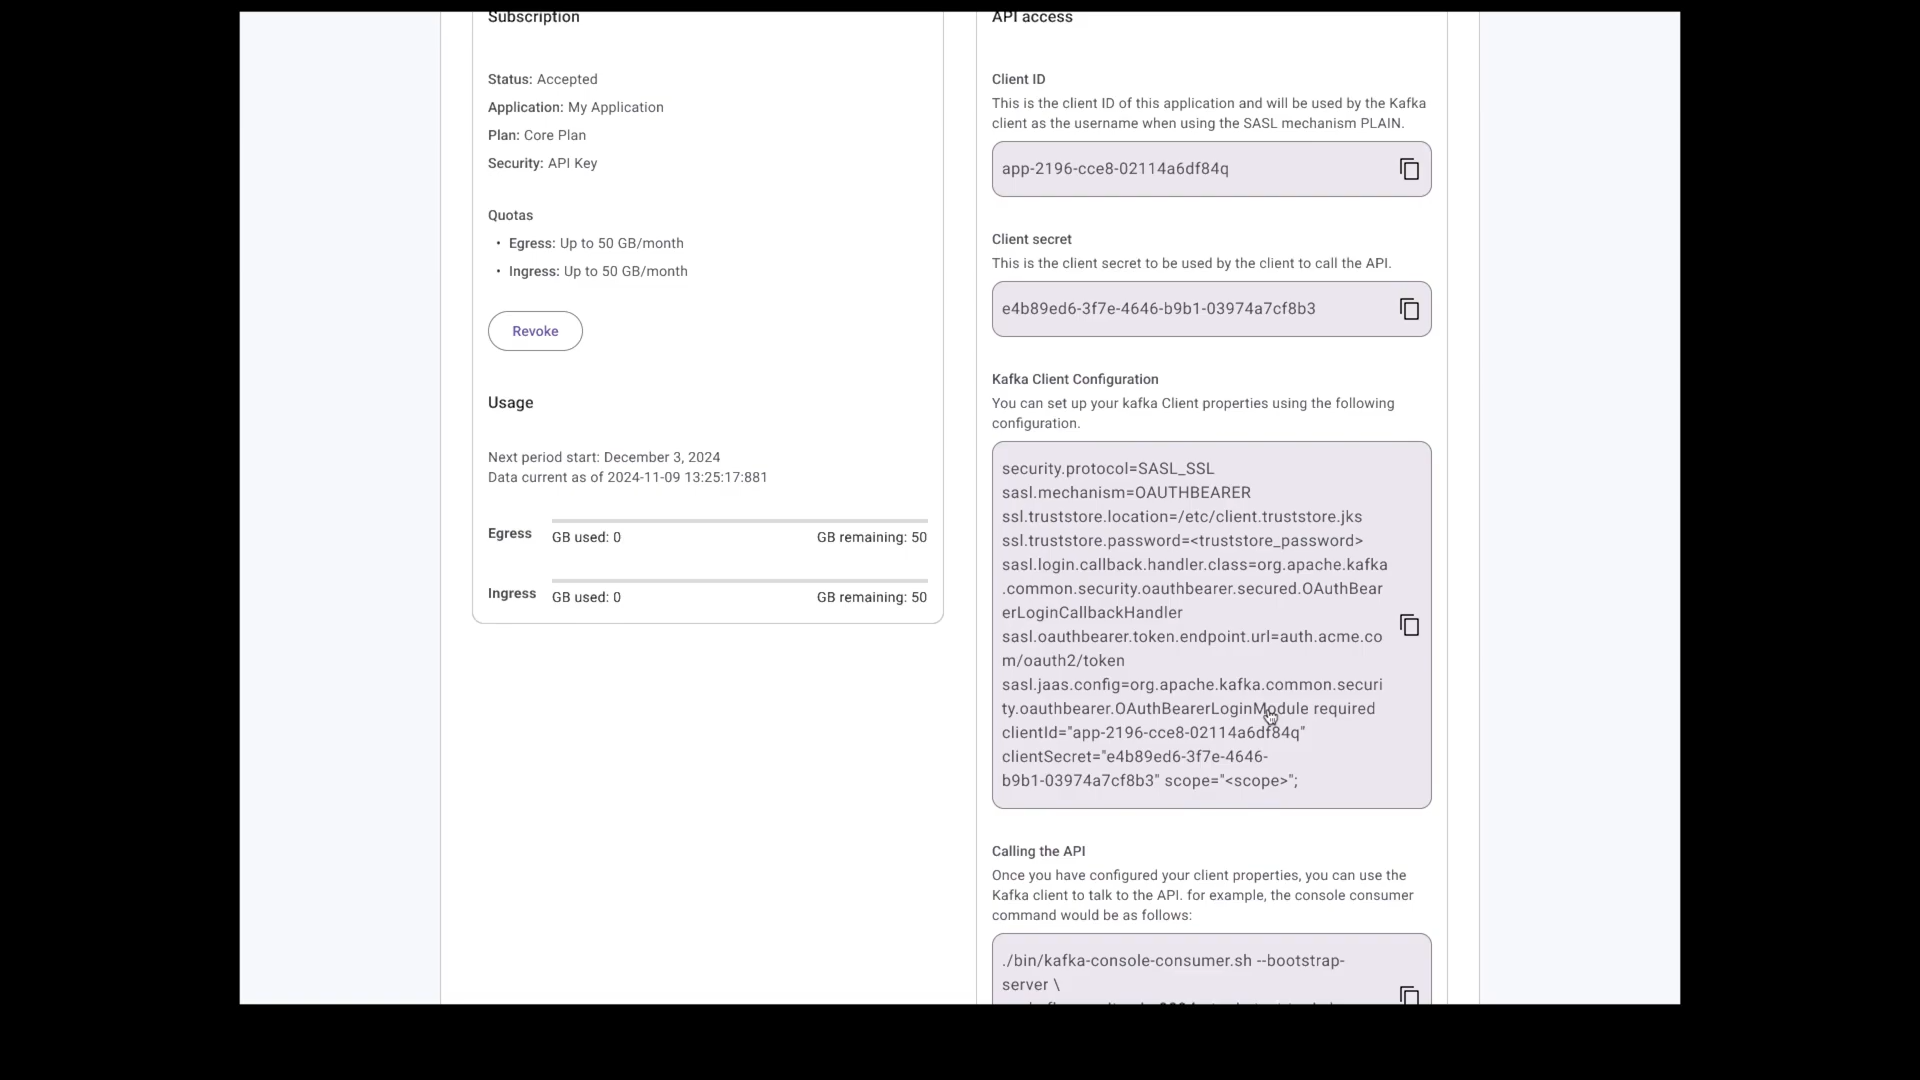 Subscription
Status: Accepted
Application: My Application
Plan: Core Plan
Security: API Key
Quotas
• Egress: Up to 50 GB/month
• Ingress: Up to 50 GB/month
Revoke
Usage
Next period start: December 3, 2024
Data current as of 2024-11-09 13:25:17:881
Egress
GB used: 0
GB remaining: 50
Ingress
GB used: 0
GB remaining: 50
API access
Client ID
This is the client ID of this application and will be used by the Kafka
client as the username when using the SASL mechanism PLAIN.
app-2196-cce8-02114a6df84q
Client secret
This is the client secret to be used by the client to call the API.
e4b89ed6-3f7e-4646-b9b1-03974a7cf8b3
Kafka Client Configuration
You can set up your kafka Client properties using the following
configuration.
security.protocol=SASL_SSL
sasl.mechanism=OAUTHBEARER
ssl.truststore.location=/etc/client.truststore.jks
ssl.truststore.password=<truststore_password>
sasl.login.callback.handler.class=org.apache.kafka
.common.security.oauthbearer.secured.OAuthBear
erLoginCallbackHandler
sasl.oauthbearer.token.endpoint.url=auth.acme.co
m/oauth2/token
sasl.jaas.config=org.apache.kafka.common.securi
ty.oauthbearer.OAuthBearerLoginModule required
clientId="app-2196-cce8-02114a6df84q"
clientSecret="e4b89ed6-3f7e-4646-
b9b1-03974a7cf8b3" scope="<scope>";
Calling the API
Once you have configured your client properties, you can use the
Kafka client to talk to the API. for example, the console consumer
command would be as follows:
./bin/kafka-console-consumer.sh --bootstrap-
server \